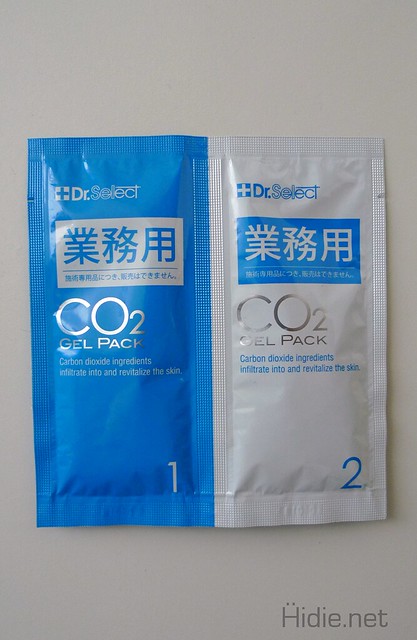 Dr.Select
業務用
施術専用品につき、販売はできません。
CO2
GEL PACK
Carbon dioxide ingredients
infiltrate into and revitalize the skin.
1
Dr.Select
業務用
施術専用品につき、販売はできません。
CO2
GEL PACK
Carbon dioxide ingredients
infiltrate into and revitalize the skin.
2
Hidie.net